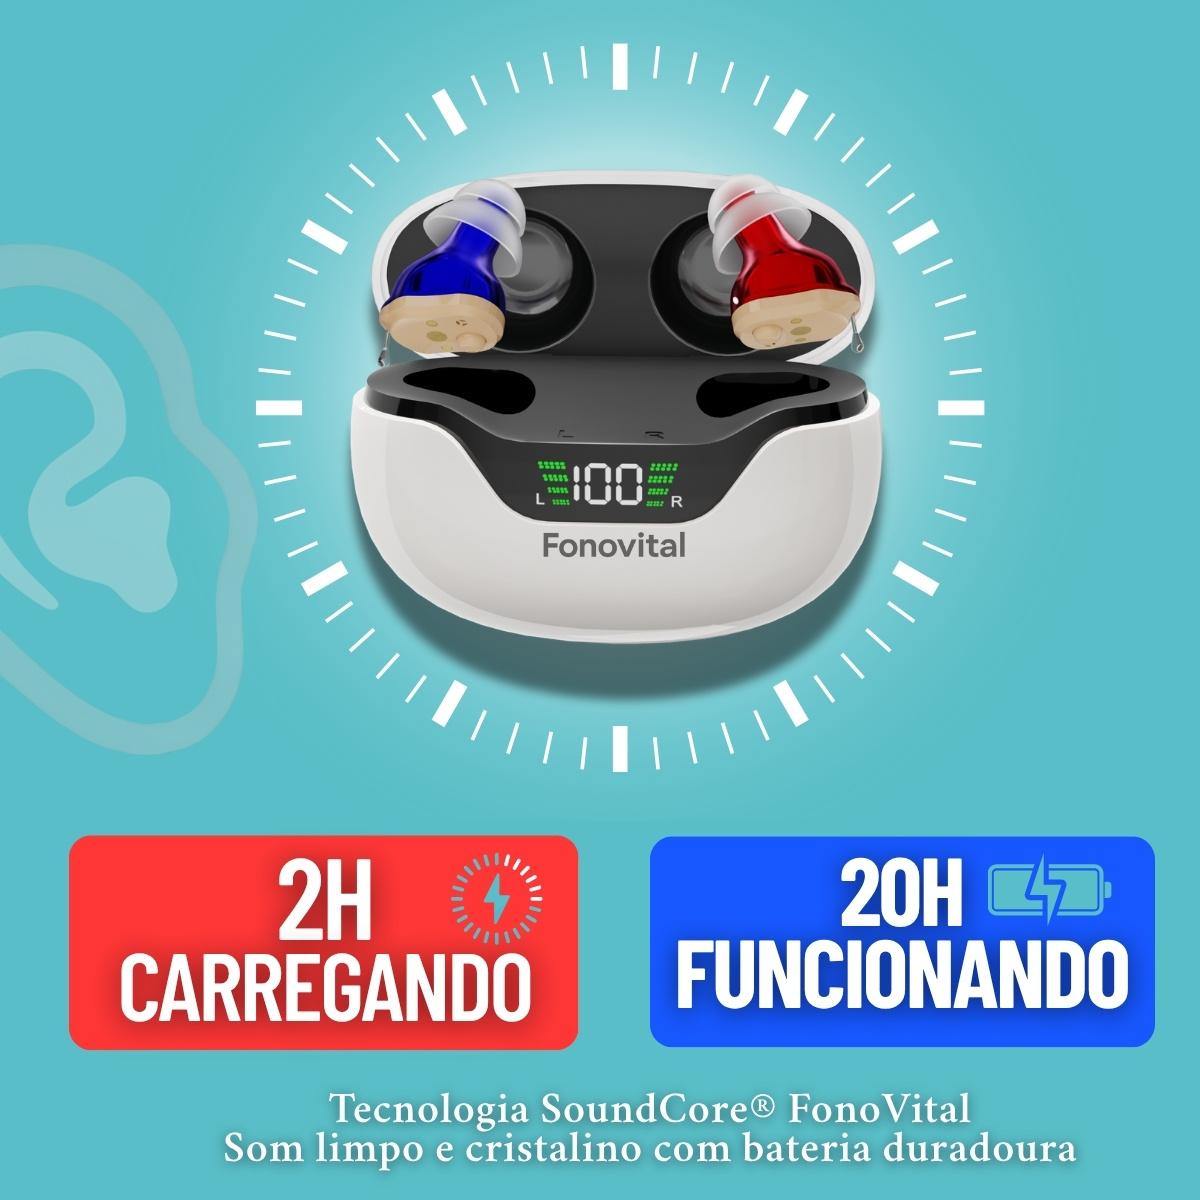 L 100 R
Fonovital
2H
CARREGANDO
20H
FUNCIONANDO
Tecnologia SoundCore® FonoVital
Som limpo e cristalino com bateria duradoura